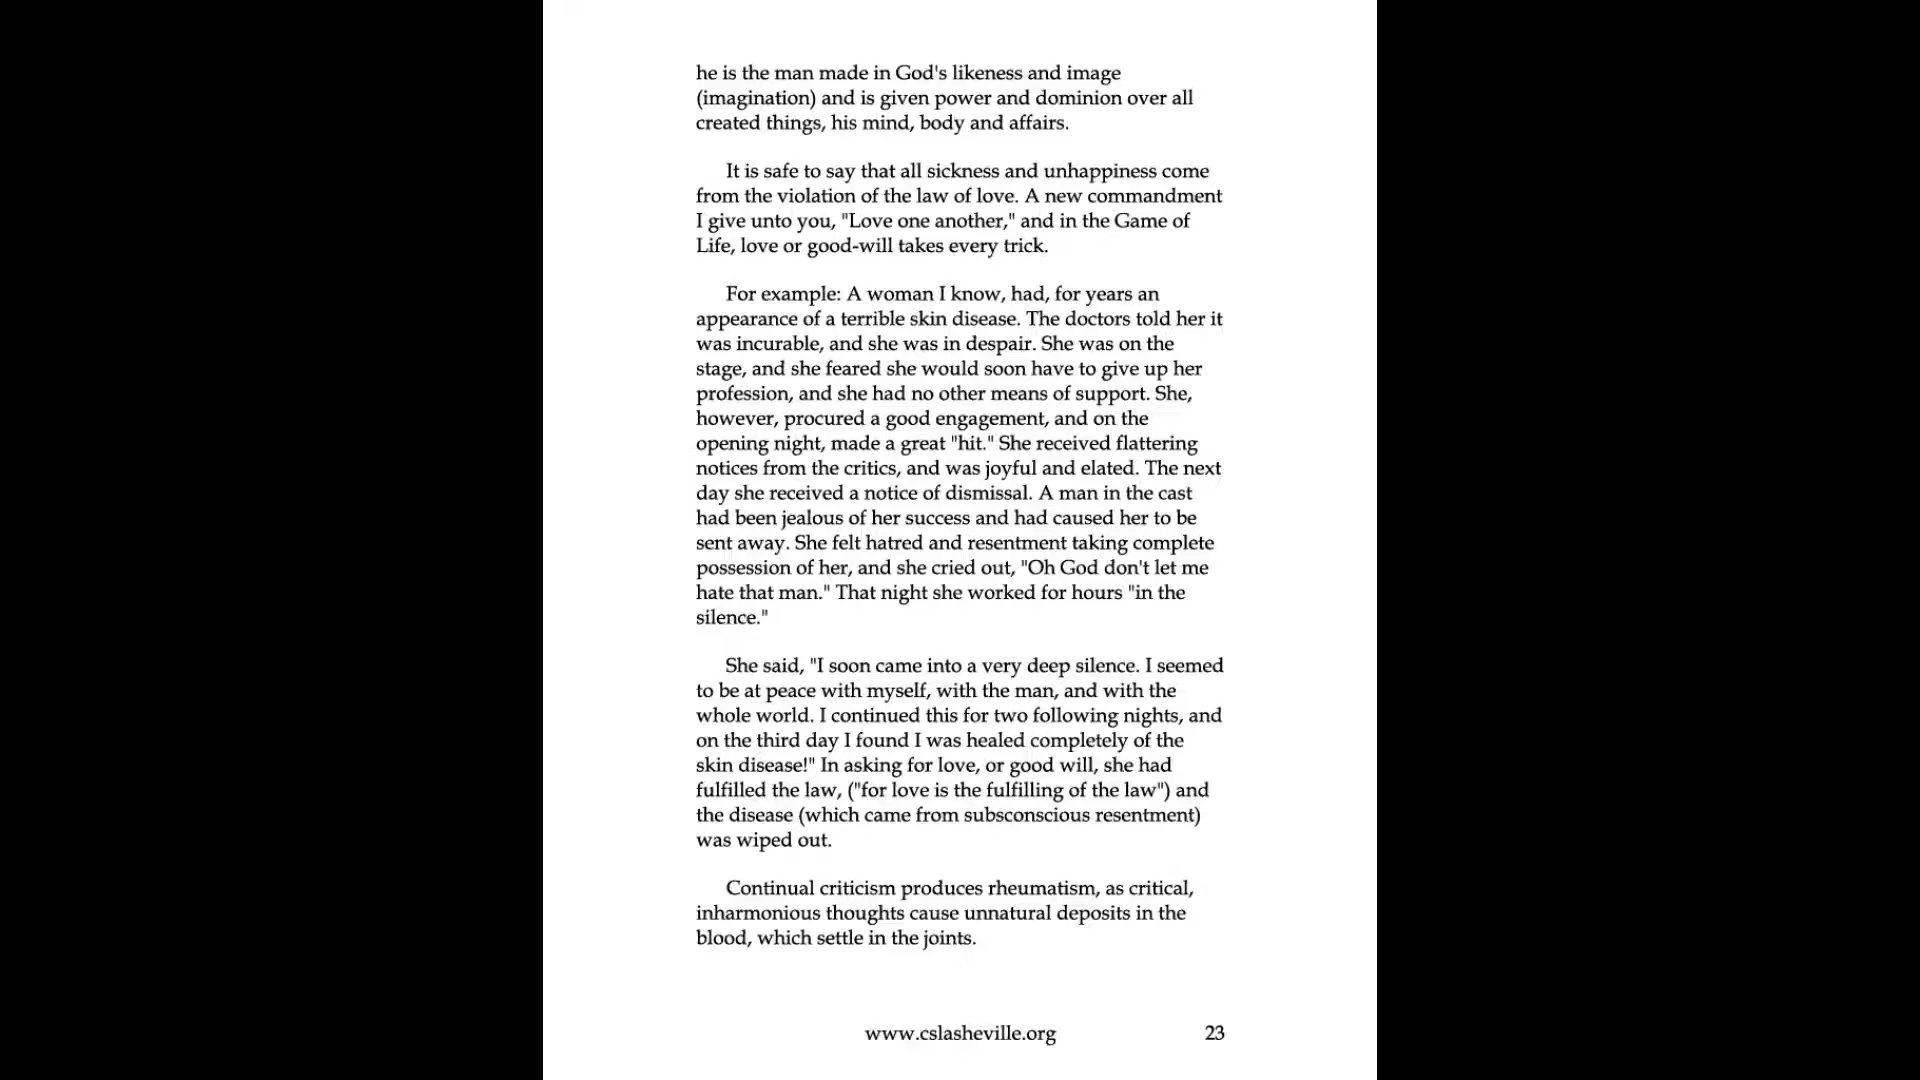 he is the man made in God's likeness and image
(imagination) and is given power and dominion over all
created things, his mind, body and affairs.
It is safe to say that all sickness and unhappiness come
from the violation of the law of love. A new commandment
I give unto you, "Love one another," and in the Game of
Life, love or good-will takes every trick.
For example: A woman I know, had, for years an
appearance of a terrible skin disease. The doctors told her it
was incurable, and she was in despair. She was on the
stage, and she feared she would soon have to give up her
profession, and she had no other means of support. She,
however, procured a good engagement, and on the
opening night, made a great "hit." She received flattering
notices from the critics, and was joyful and elated. The next
day she received a notice of dismissal. A man in the cast
had been jealous of her success and had caused her to be
sent away. She felt hatred and resentment taking complete
possession of her, and she cried out, "Oh God don't let me
hate that man." That night she worked for hours "in the
silence."
She said, "I soon came into a very deep silence. I seemed
to be at peace with myself, with the man, and with the
whole world. I continued this for two following nights, and
on the third day I found I was healed completely of the
skin disease!" In asking for love, or good will, she had
fulfilled the law, ("for love is the fulfilling of the law") and
the disease (which came from subsconscious resentment)
was wiped out.
Continual criticism produces rheumatism, as critical,
inharmonious thoughts cause unnatural deposits in the
blood, which settle in the joints.
www.cslasheville.org 23